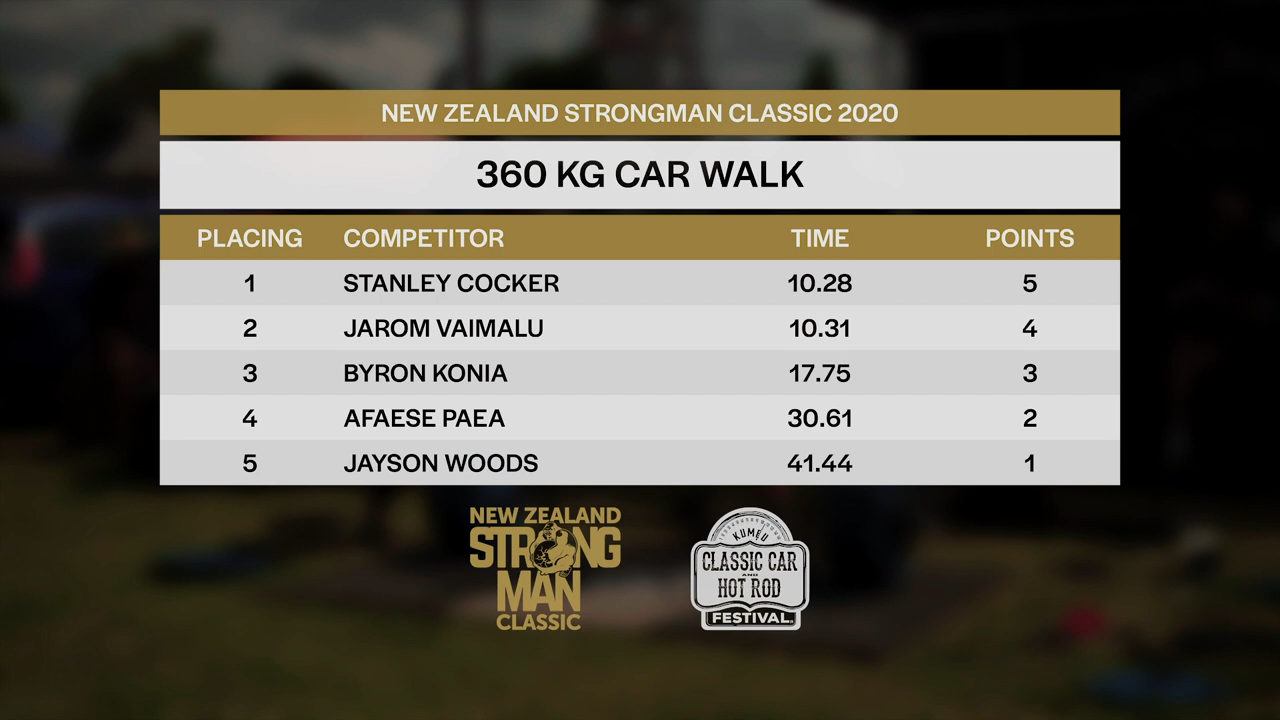 NEW ZEALAND STRONGMAN CLASSIC 2020
360 KG CAR WALK
PLACING COMPETITOR TIME POINTS
1 STANLEY COCKER 10.28 5
2 JAROM VAIMALU 10.31 4
3 BYRON KONIA 17.75 3
4 AFAESE PAEA 30.61 2
5 JAYSON WOODS 41.44 1
NEW ZEALAND
STRONG
MAN
CLASSIC
KUMEU
CLASSIC CAR
AND
HOT ROD
FESTIVAL